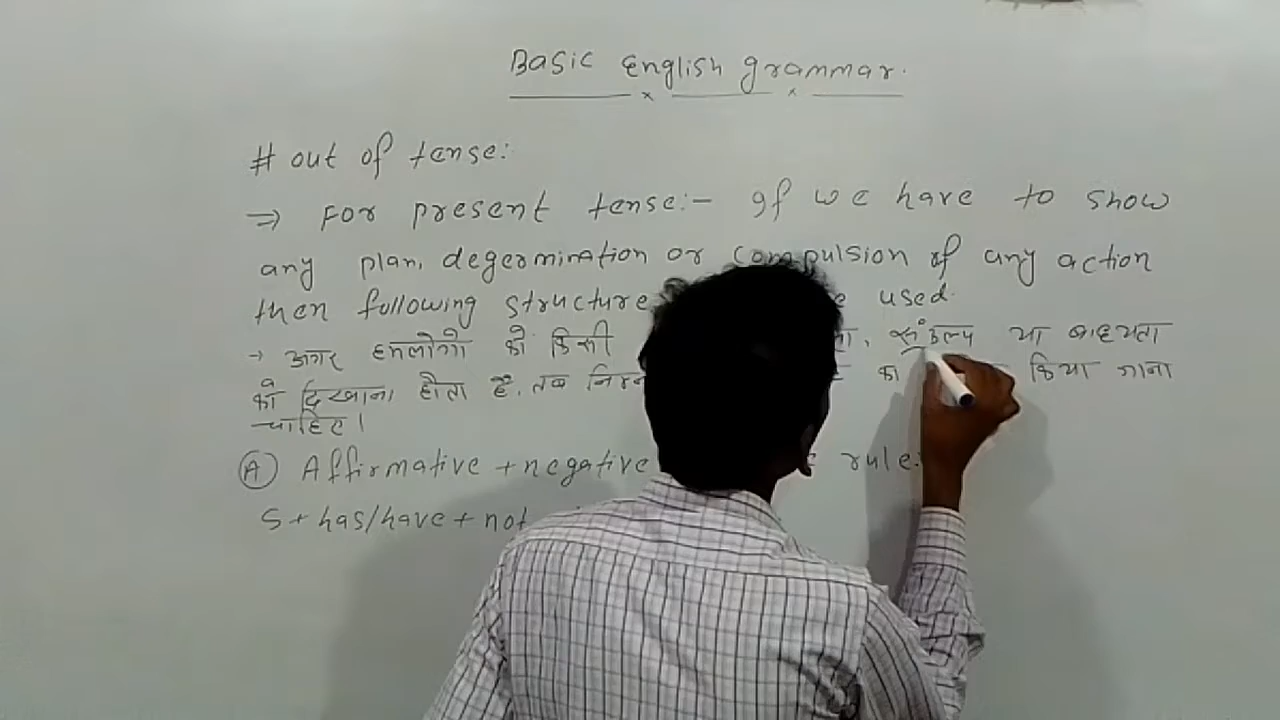 Basic English grammar.
# out of tense:
⇒ For present tense:- If we have to show
any plan, degermination or compulsion of any action
then following structure used.
→ अगर हमलोगो को किसी संकल्प या बाध्यता
को दिखाना होता है, तब का किया जाना
चाहिए।
(A) Affirmative + negative rule:
S + has/have + not